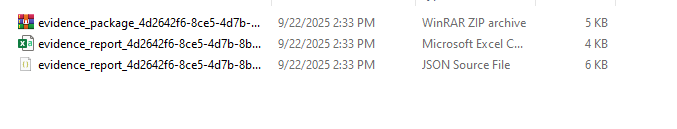 evidence_package_4d2642f6-8ce5-4d7b-... 9/22/2025 2:33 PM WinRAR ZIP archive 5 KB
evidence_report_4d2642f6-8ce5-4d7b-8b... 9/22/2025 2:33 PM Microsoft Excel C... 4 KB
evidence_report_4d2642f6-8ce5-4d7b-8b... 9/22/2025 2:33 PM JSON Source File 6 KB